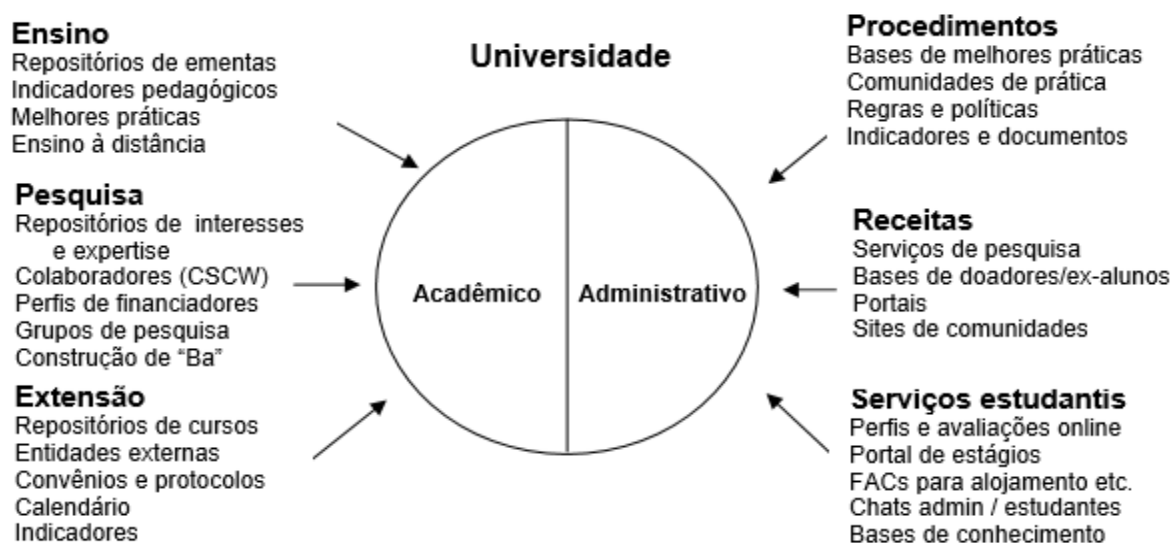 Universidade
Ensino
Repositórios de ementas
Indicadores pedagógicos
Melhores práticas
Ensino à distância
Pesquisa
Repositórios de interesses
e expertise
Colaboradores (CSCW)
Perfis de financiadores
Grupos de pesquisa
Construção de “Ba”
Extensão
Repositórios de cursos
Entidades externas
Convênios e protocolos
Calendário
Indicadores
Acadêmico
Administrativo
Procedimentos
Bases de melhores práticas
Comunidades de prática
Regras e políticas
Indicadores e documentos
Receitas
Serviços de pesquisa
Bases de doadores/ex-alunos
Portais
Sites de comunidades
Serviços estudantis
Perfis e avaliações online
Portal de estágios
FACs para alojamento etc.
Chats admin / estudantes
Bases de conhecimento